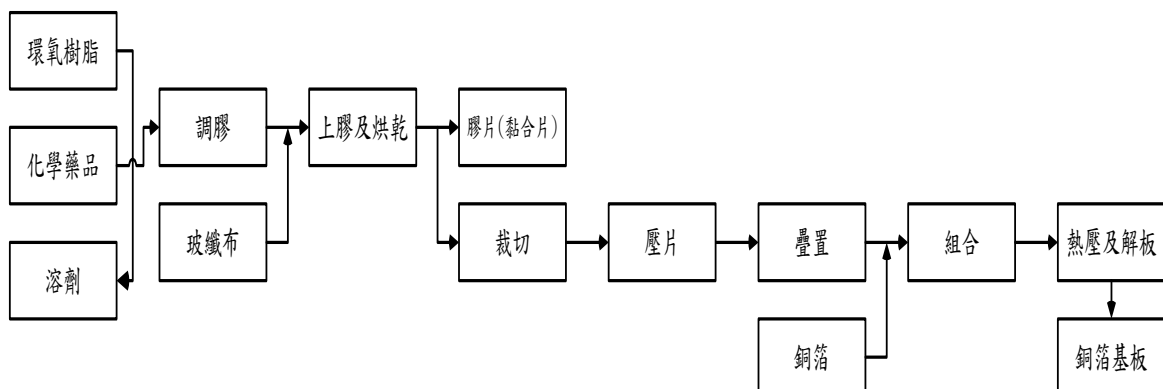 環氧樹脂
化學藥品
溶劑
調膠
玻纖布
上膠及烘乾
膠片(黏合片)
裁切
壓片
疊置
銅箔
組合
熱壓及解板
銅箔基板